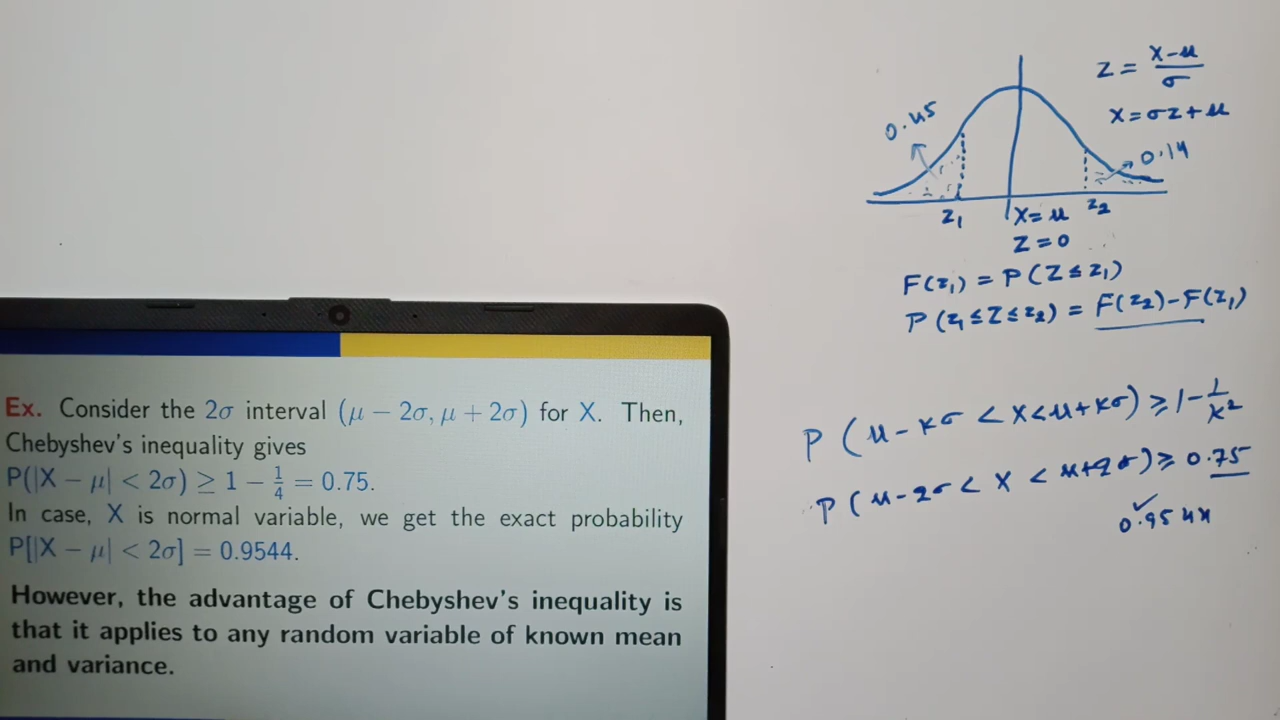 Ex. Consider the 2σ interval (μ − 2σ, μ + 2σ) for X. Then,
Chebyshev's inequality gives
P(|X − μ| < 2σ) ≥ 1 − 1/4 = 0.75.
In case, X is normal variable, we get the exact probability
P[|X − μ| < 2σ] = 0.9544.
However, the advantage of Chebyshev's inequality is
that it applies to any random variable of known mean
and variance.
Z = (X-μ)/σ
X = σZ + μ
0.45
0.14
z₁
X = μ
z₂
Z = 0
F(z₁) = P(Z ≤ z₁)
P(z₁ ≤ Z ≤ z₂) = F(z₂) - F(z₁)
P(μ - kσ < X < μ + kσ) ≥ 1 - 1/k²
P(μ - 2σ < X < μ + 2σ) ≥ 0.75
0.9544